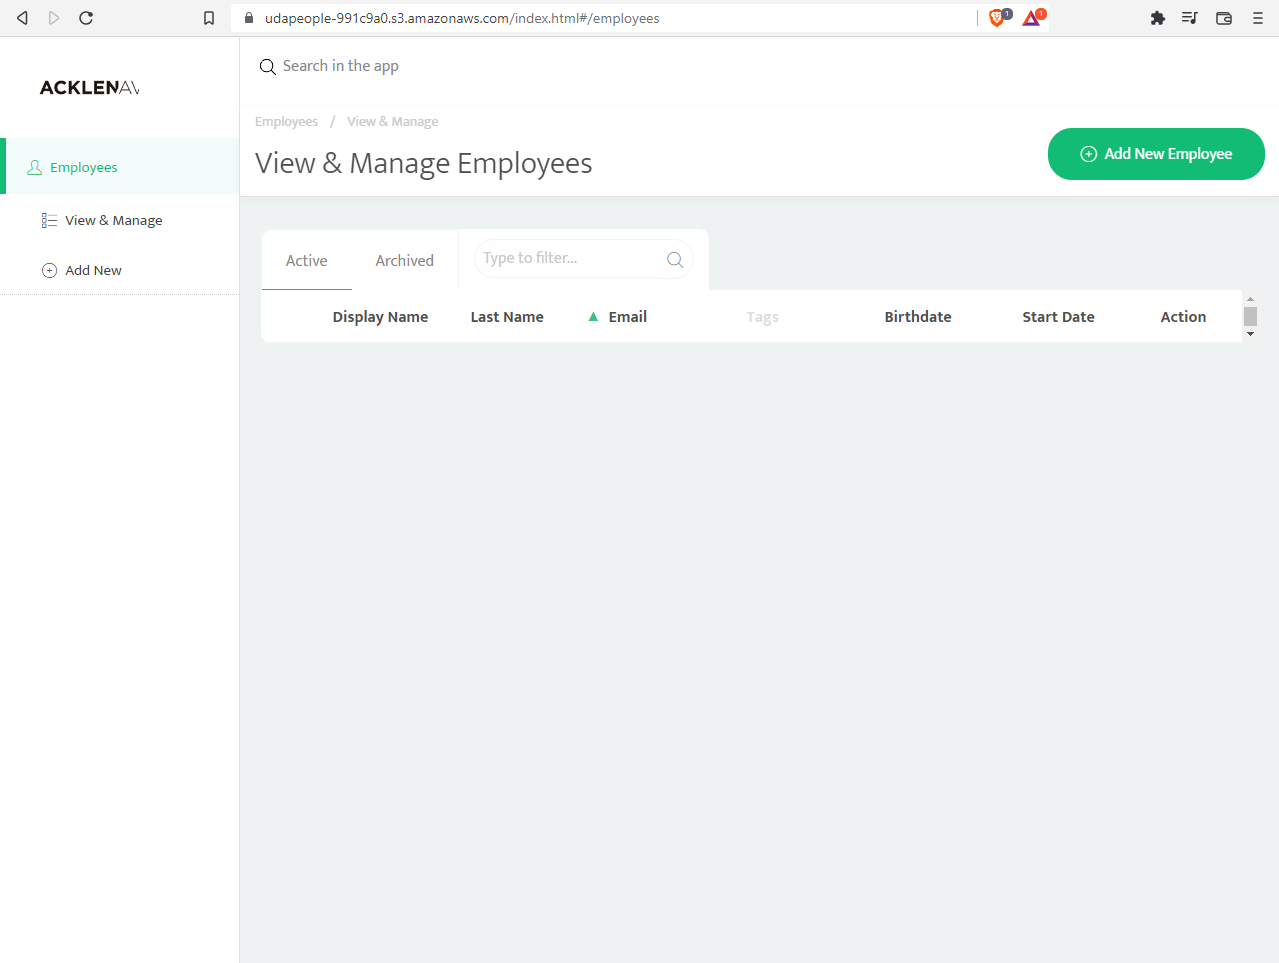 udapeople-991c9a0.s3.amazonaws.com/index.html#/employees
1
1
ACKLENAV
Search in the app
Employees / View & Manage
View & Manage Employees
Add New Employee
Employees
View & Manage
Add New
Active
Archived
Type to filter...
Display Name
Last Name
Email
Tags
Birthdate
Start Date
Action